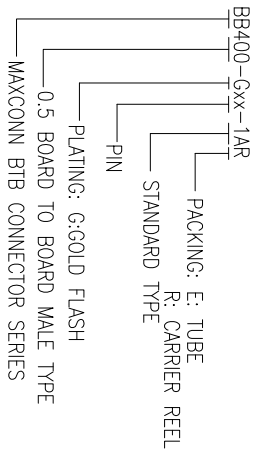 BB400-Gxx-1AR
PACKING: E: TUBE
R: CARRIER REEL
STANDARD TYPE
PIN
PLATING: G:GOLD FLASH
0.5 BOARD TO BOARD MALE TYPE
MAXCONN BTB CONNECTOR SERIES